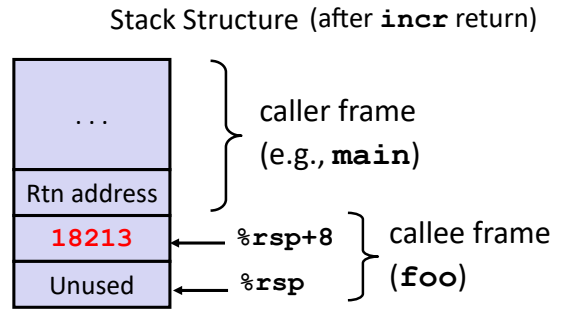 Stack Structure (after incr return)
...
caller frame
(e.g., main)
Rtn address
18213
%rsp+8
callee frame
(foo)
Unused
%rsp